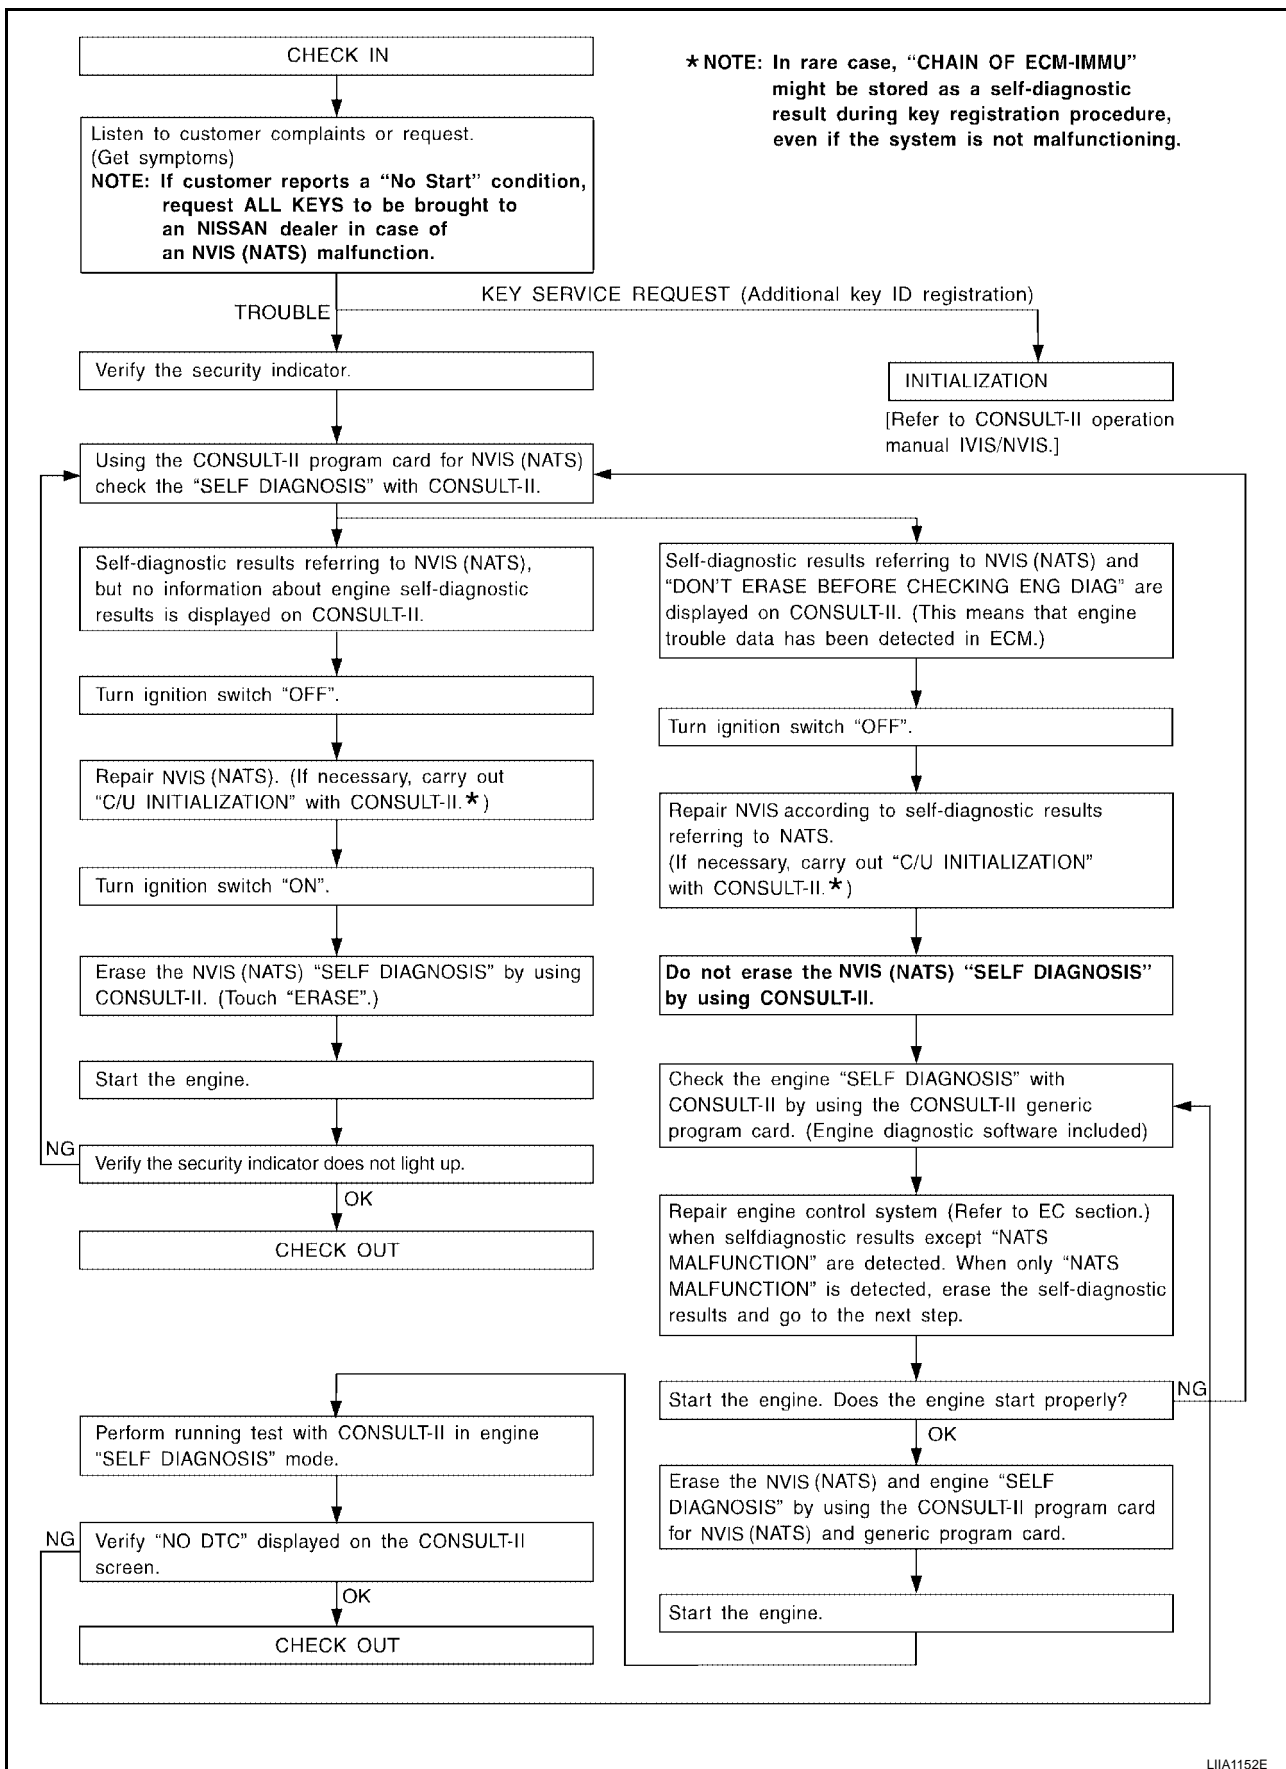 CHECK IN
★ NOTE: In rare case, “CHAIN OF ECM-IMMU”
might be stored as a self-diagnostic
result during key registration procedure,
even if the system is not malfunctioning.
Listen to customer complaints or request.
(Get symptoms)
NOTE: If customer reports a “No Start” condition,
request ALL KEYS to be brought to
an NISSAN dealer in case of
an NVIS (NATS) malfunction.
KEY SERVICE REQUEST (Additional key ID registration)
TROUBLE
Verify the security indicator.
INITIALIZATION
[Refer to CONSULT-II operation
manual IVIS/NVIS.]
Using the CONSULT-II program card for NVIS (NATS)
check the “SELF DIAGNOSIS” with CONSULT-II.
Self-diagnostic results referring to NVIS (NATS),
but no information about engine self-diagnostic
results is displayed on CONSULT-II.
Turn ignition switch “OFF”.
Repair NVIS (NATS). (If necessary, carry out
“C/U INITIALIZATION” with CONSULT-II.★)
Turn ignition switch “ON”.
Erase the NVIS (NATS) “SELF DIAGNOSIS” by using
CONSULT-II. (Touch “ERASE”.)
Start the engine.
NG
Verify the security indicator does not light up.
OK
CHECK OUT
Self-diagnostic results referring to NVIS (NATS) and
“DON’T ERASE BEFORE CHECKING ENG DIAG” are
displayed on CONSULT-II. (This means that engine
trouble data has been detected in ECM.)
Turn ignition switch “OFF”.
Repair NVIS according to self-diagnostic results
referring to NATS.
(If necessary, carry out “C/U INITIALIZATION”
with CONSULT-II.★)
Do not erase the NVIS (NATS) “SELF DIAGNOSIS”
by using CONSULT-II.
Check the engine “SELF DIAGNOSIS” with
CONSULT-II by using the CONSULT-II generic
program card. (Engine diagnostic software included)
Repair engine control system (Refer to EC section.)
when selfdiagnostic results except “NATS
MALFUNCTION” are detected. When only “NATS
MALFUNCTION” is detected, erase the self-diagnostic
results and go to the next step.
Start the engine. Does the engine start properly?
NG
OK
Erase the NVIS (NATS) and engine “SELF
DIAGNOSIS” by using the CONSULT-II program card
for NVIS (NATS) and generic program card.
Start the engine.
Perform running test with CONSULT-II in engine
“SELF DIAGNOSIS” mode.
NG
Verify “NO DTC” displayed on the CONSULT-II
screen.
OK
CHECK OUT
LIIA1152E